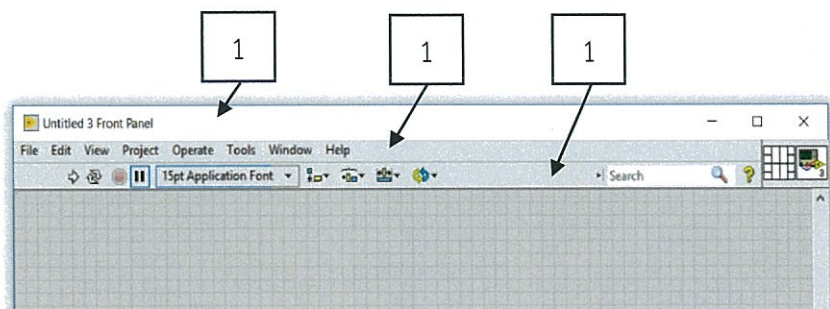 1 1 1
Untitled 3 Front Panel
File Edit View Project Operate Tools Window Help
15pt Application Font Search ?
3